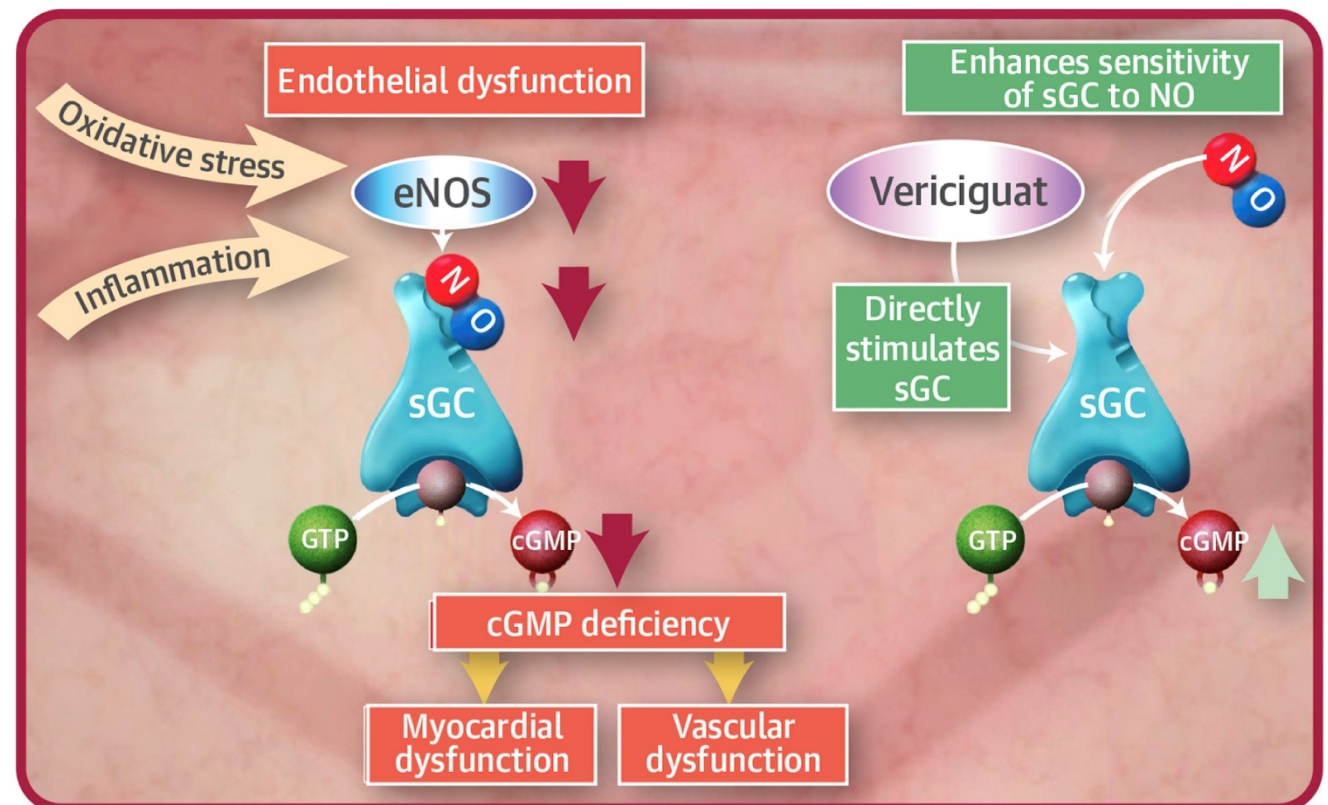 Endothelial dysfunction
Oxidative stress
Inflammation
eNOS
N
O
sGC
GTP
cGMP
cGMP deficiency
Myocardial
dysfunction
Vascular
dysfunction
Enhances sensitivity
of sGC to NO
Vericiguat
N
O
Directly
stimulates
sGC
sGC
GTP
cGMP